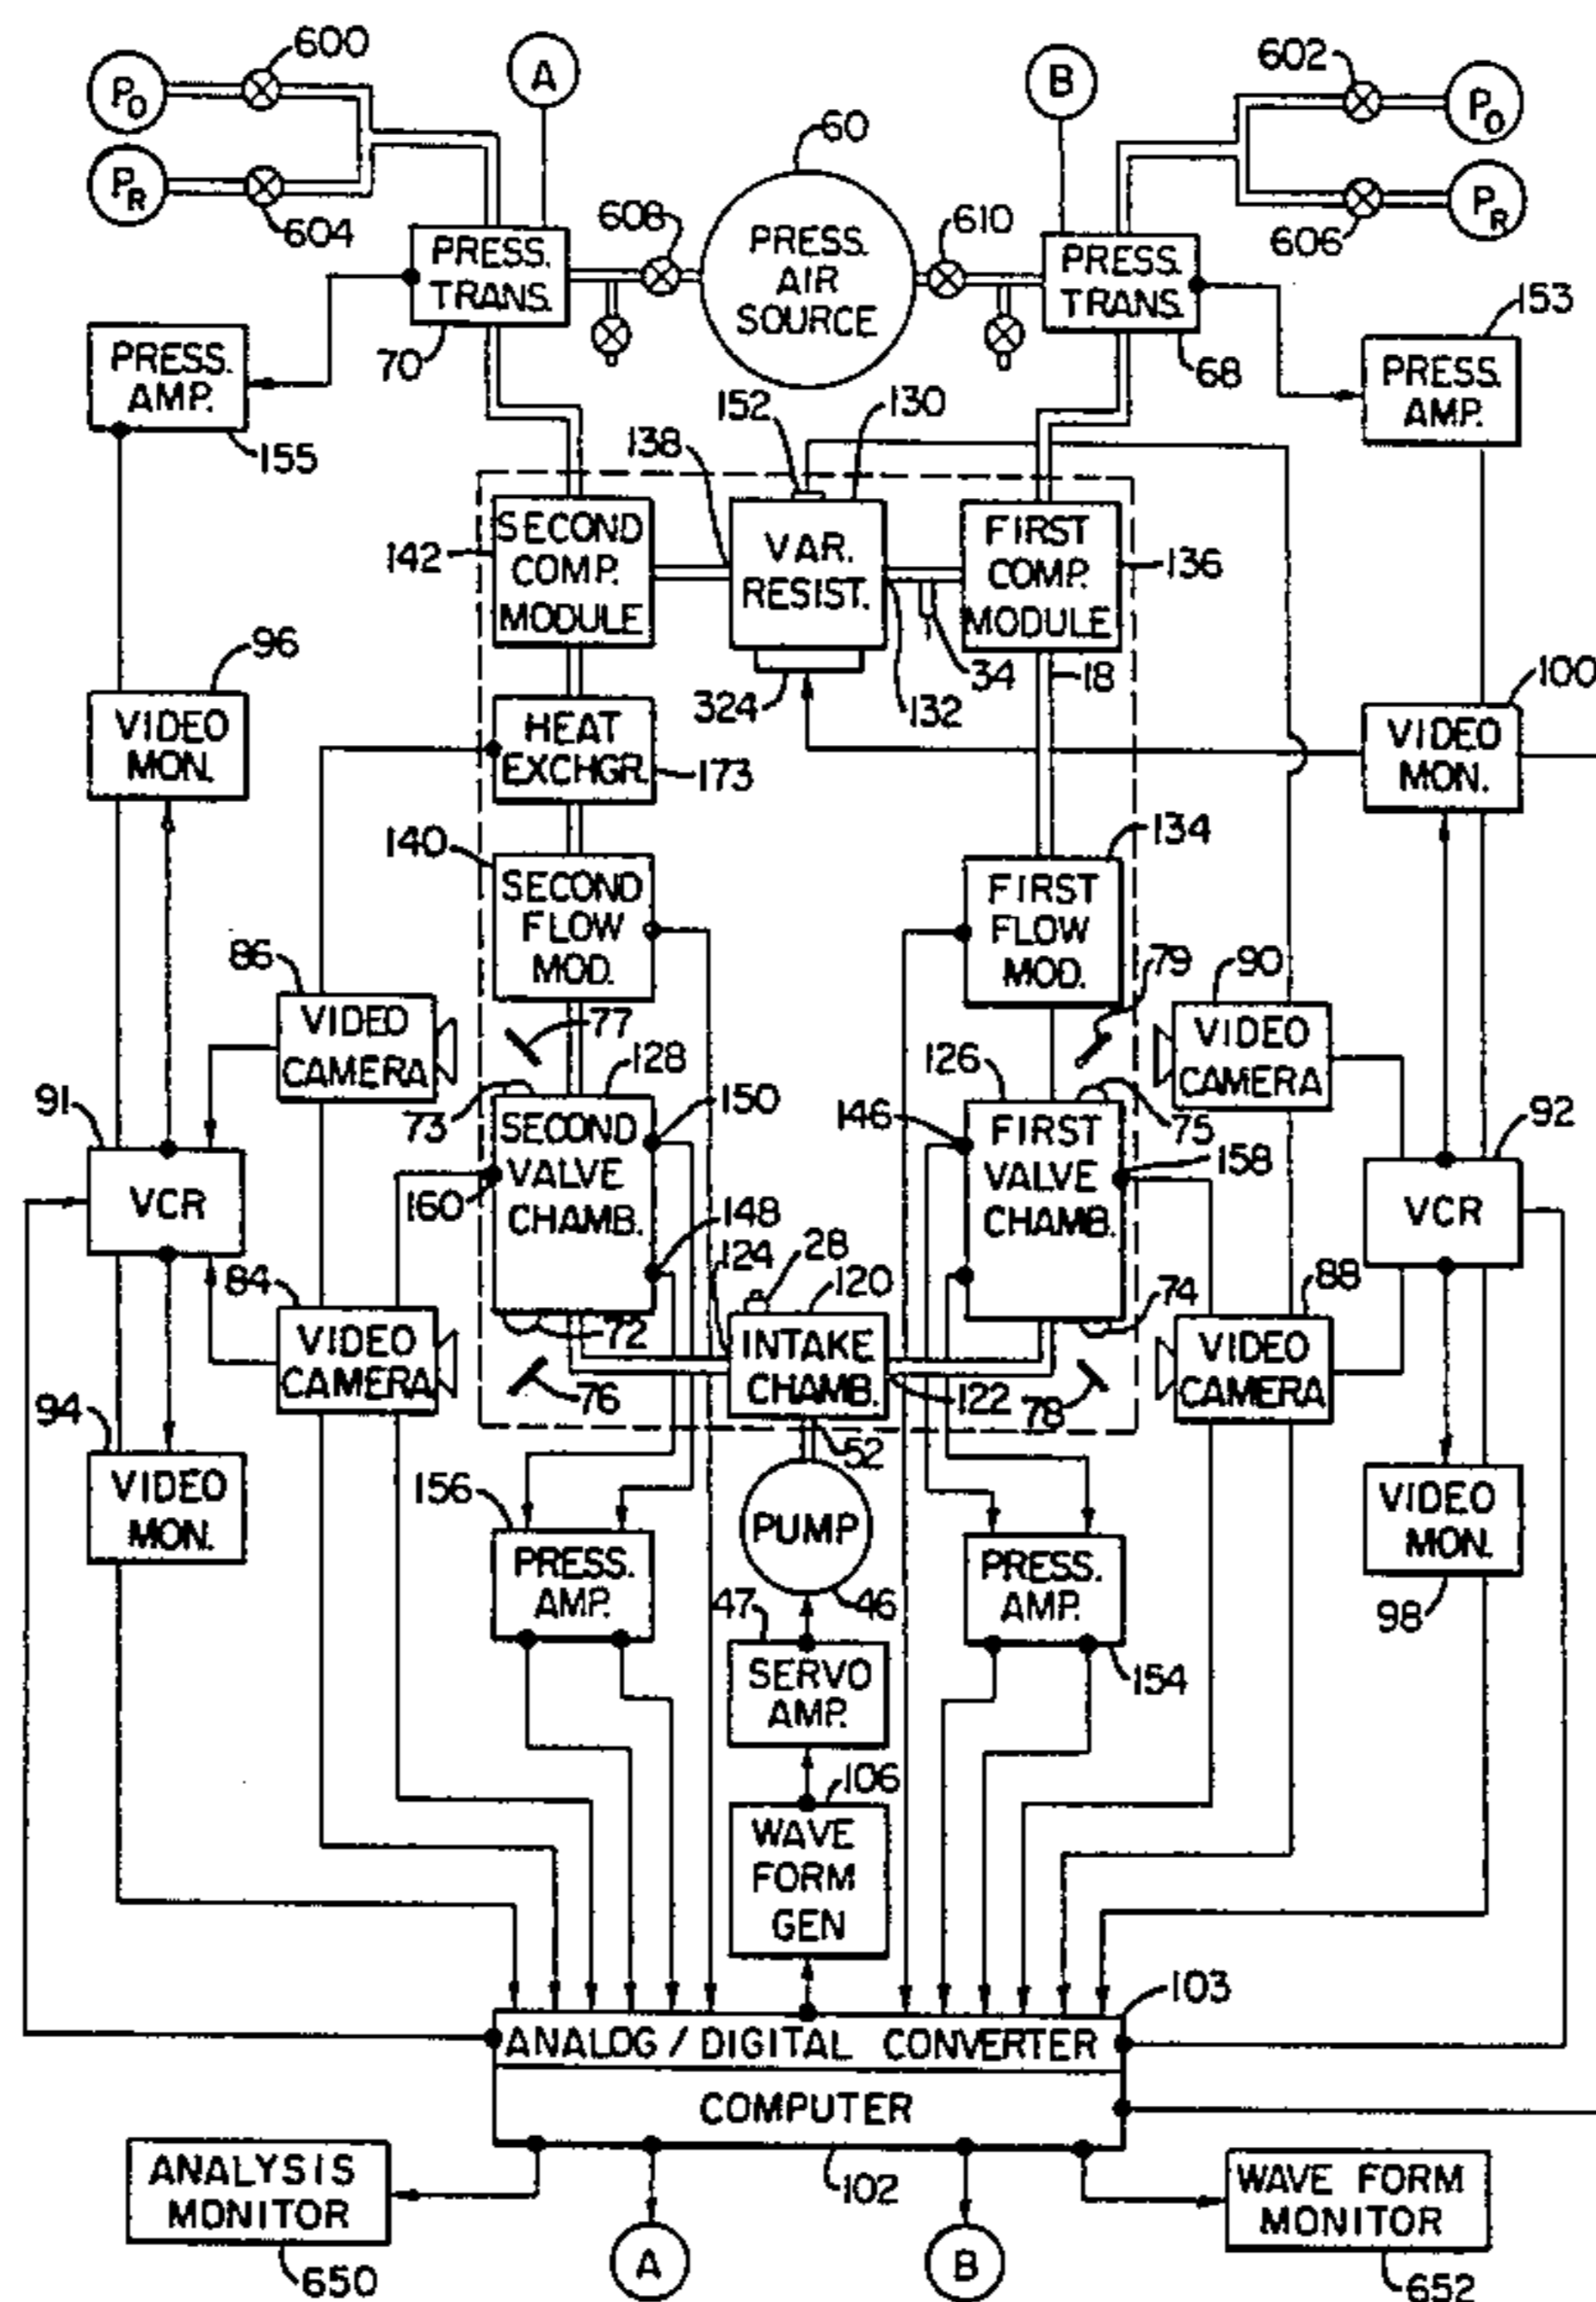 600
A
B
602
P_O
P_O
60
P_R
P_R
604
608
610
606
PRESS.
TRANS.
PRESS.
AIR
SOURCE
PRESS.
TRANS.
153
70
68
PRESS.
AMP.
PRESS.
AMP.
155
152
130
138
142
SECOND
COMP.
MODULE
VAR.
RESIST.
FIRST
COMP.
MODULE
136
96
34
18
100
324
132
VIDEO
MON.
HEAT
EXCHGR.
173
VIDEO
MON.
140
134
SECOND
FLOW
MOD.
FIRST
FLOW
MOD.
86
79
90
VIDEO
CAMERA
77
VIDEO
CAMERA
128
126
91
73
150
146
75
92
VCR
SECOND
VALVE
CHAMB.
FIRST
VALVE
CHAMB.
158
VCR
160
148
124
28
120
84
88
72
74
VIDEO
CAMERA
INTAKE
CHAMB.
VIDEO
CAMERA
76
122
78
94
52
VIDEO
MON.
156
PUMP
VIDEO
MON.
PRESS.
AMP.
PRESS.
AMP.
47
46
98
SERVO
AMP.
154
106
WAVE
FORM
GEN
103
ANALOG / DIGITAL CONVERTER
COMPUTER
ANALYSIS
MONITOR
102
WAVE FORM
MONITOR
A
B
650
652